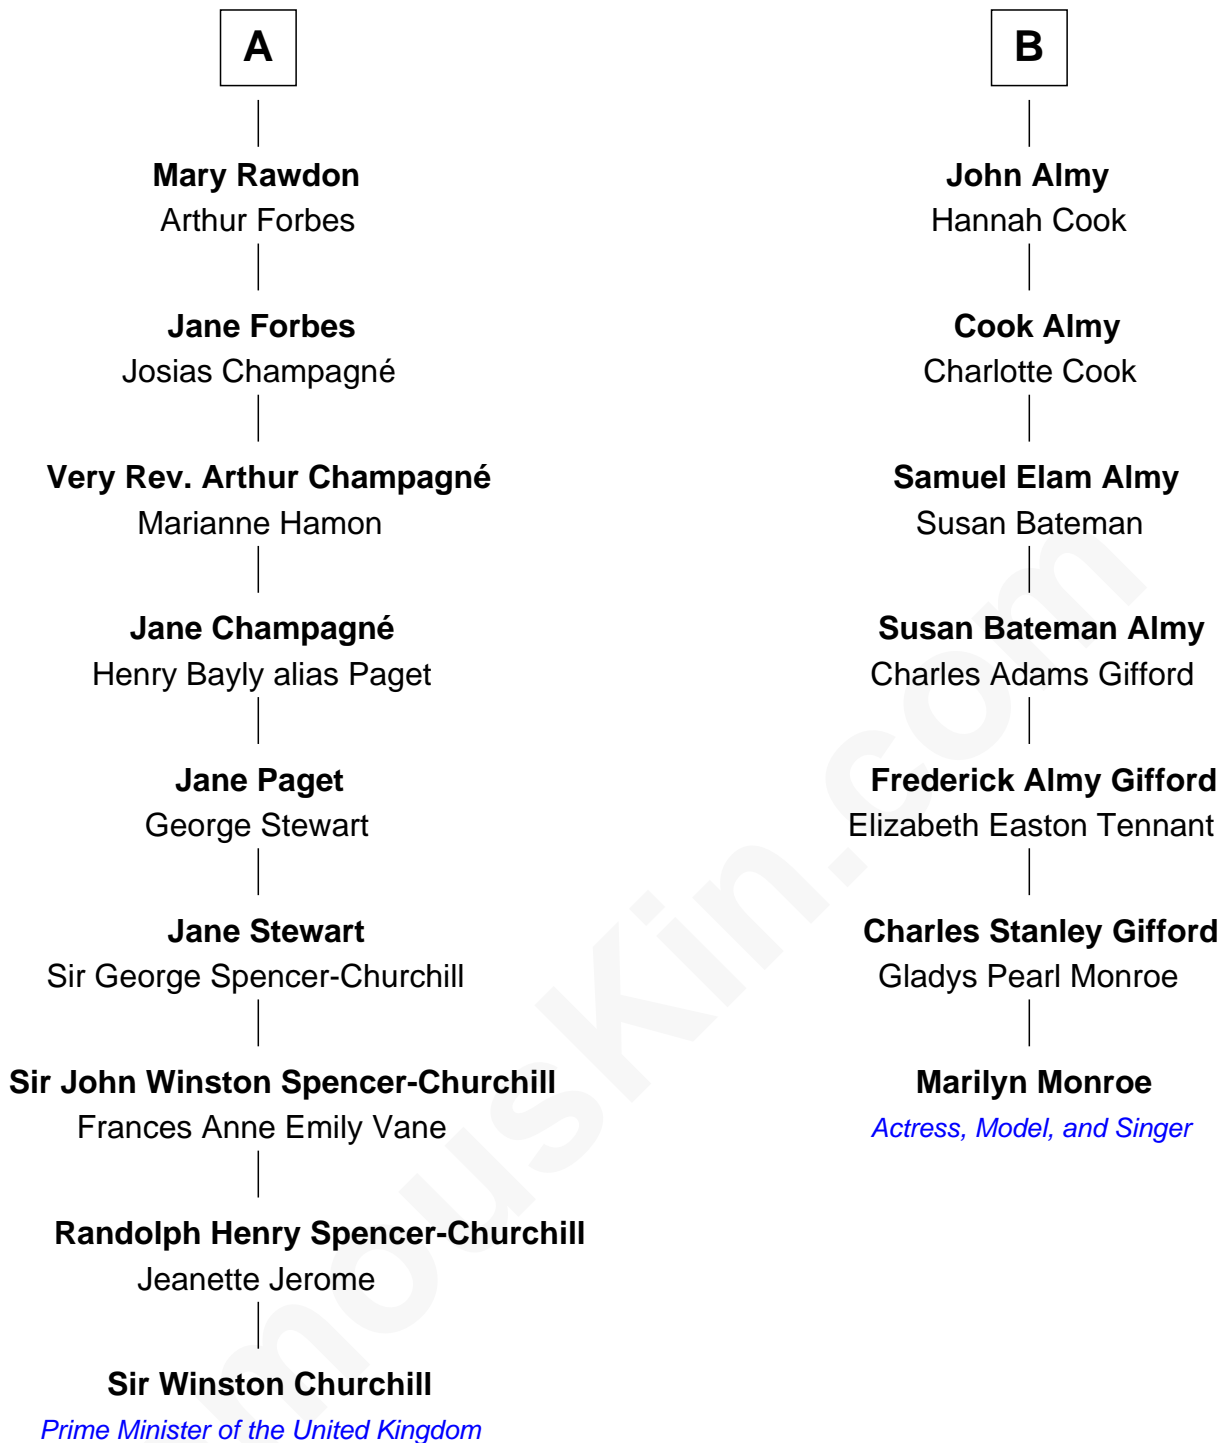 A
Mary Rawdon
Arthur Forbes
Jane Forbes
Josias Champagné
Very Rev. Arthur Champagné
Marianne Hamon
Jane Champagné
Henry Bayly alias Paget
Jane Paget
George Stewart
Jane Stewart
Sir George Spencer-Churchill
Sir John Winston Spencer-Churchill
Frances Anne Emily Vane
Randolph Henry Spencer-Churchill
Jeanette Jerome
Sir Winston Churchill
Prime Minister of the United Kingdom
B
John Almy
Hannah Cook
Cook Almy
Charlotte Cook
Samuel Elam Almy
Susan Bateman
Susan Bateman Almy
Charles Adams Gifford
Frederick Almy Gifford
Elizabeth Easton Tennant
Charles Stanley Gifford
Gladys Pearl Monroe
Marilyn Monroe
Actress, Model, and Singer
mousKin.com